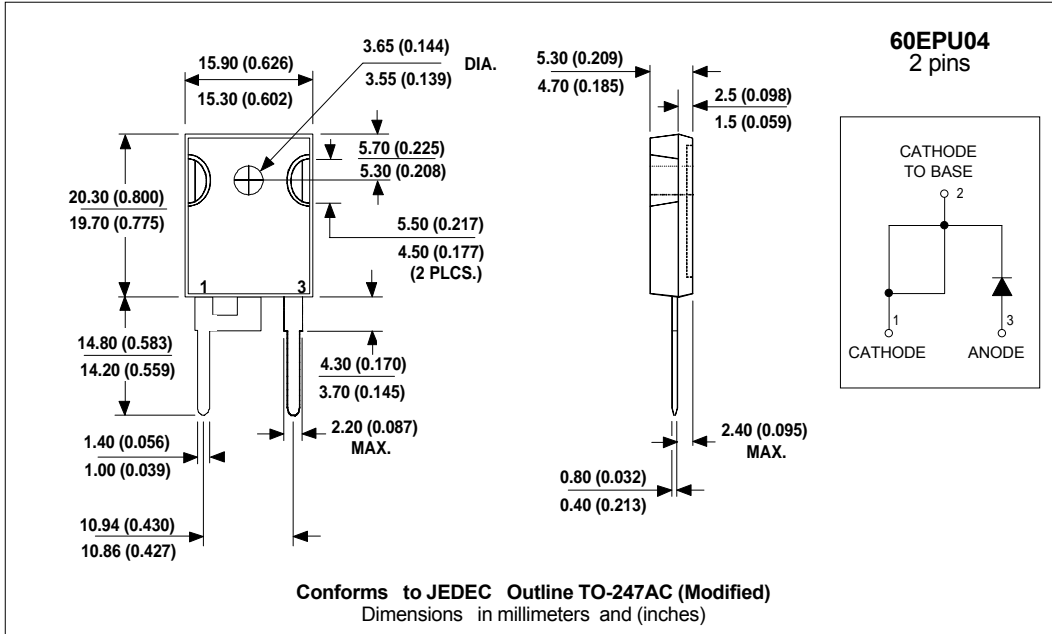 15.90 (0.626)
15.30 (0.602)
3.65 (0.144)
3.55 (0.139)
DIA.
5.70 (0.225)
5.30 (0.208)
20.30 (0.800)
19.70 (0.775)
5.50 (0.217)
4.50 (0.177)
(2 PLCS.)
1
3
14.80 (0.583)
14.20 (0.559)
4.30 (0.170)
3.70 (0.145)
2.20 (0.087)
MAX.
1.40 (0.056)
1.00 (0.039)
10.94 (0.430)
10.86 (0.427)
5.30 (0.209)
4.70 (0.185)
2.5 (0.098)
1.5 (0.059)
2.40 (0.095)
MAX.
0.80 (0.032)
0.40 (0.213)
60EPU04
2 pins
CATHODE
TO BASE
2
1
3
CATHODE
ANODE
Conforms to JEDEC Outline TO-247AC (Modified)
Dimensions in millimeters and (inches)